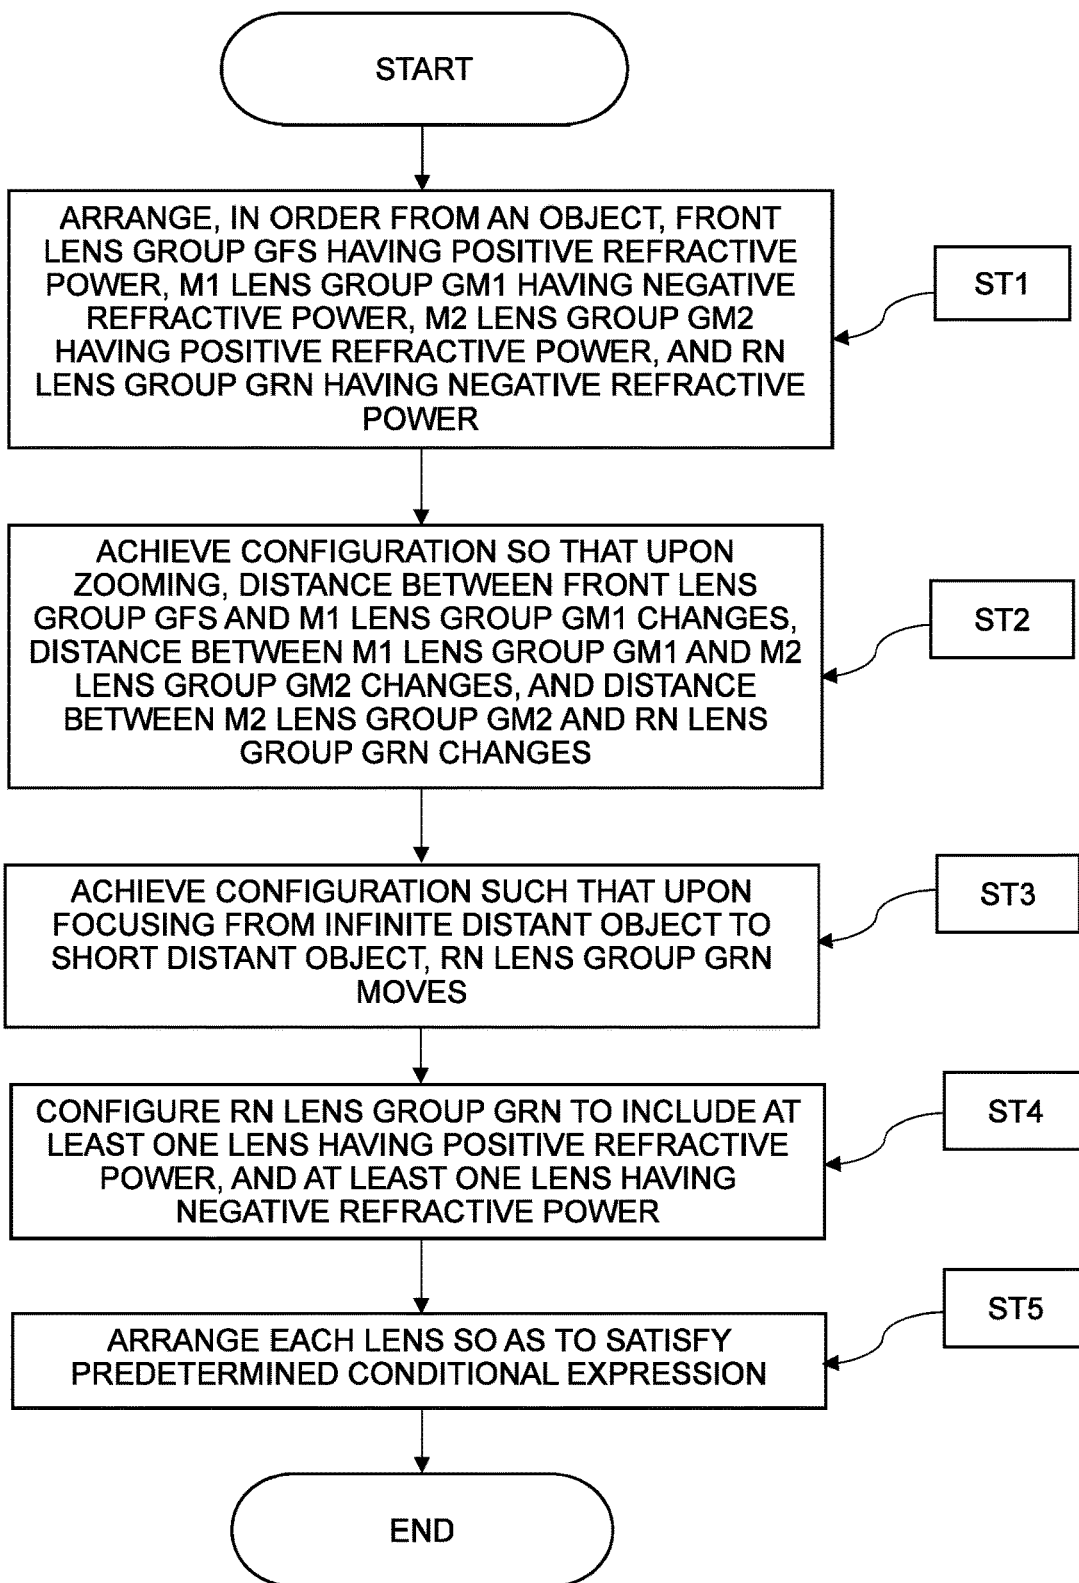 START
ARRANGE, IN ORDER FROM AN OBJECT, FRONT
LENS GROUP GFS HAVING POSITIVE REFRACTIVE
POWER, M1 LENS GROUP GM1 HAVING NEGATIVE
REFRACTIVE POWER, M2 LENS GROUP GM2
HAVING POSITIVE REFRACTIVE POWER, AND RN
LENS GROUP GRN HAVING NEGATIVE REFRACTIVE
POWER
ST1
ACHIEVE CONFIGURATION SO THAT UPON
ZOOMING, DISTANCE BETWEEN FRONT LENS
GROUP GFS AND M1 LENS GROUP GM1 CHANGES,
DISTANCE BETWEEN M1 LENS GROUP GM1 AND M2
LENS GROUP GM2 CHANGES, AND DISTANCE
BETWEEN M2 LENS GROUP GM2 AND RN LENS
GROUP GRN CHANGES
ST2
ACHIEVE CONFIGURATION SUCH THAT UPON
FOCUSING FROM INFINITE DISTANT OBJECT TO
SHORT DISTANT OBJECT, RN LENS GROUP GRN
MOVES
ST3
CONFIGURE RN LENS GROUP GRN TO INCLUDE AT
LEAST ONE LENS HAVING POSITIVE REFRACTIVE
POWER, AND AT LEAST ONE LENS HAVING
NEGATIVE REFRACTIVE POWER
ST4
ARRANGE EACH LENS SO AS TO SATISFY
PREDETERMINED CONDITIONAL EXPRESSION
ST5
END